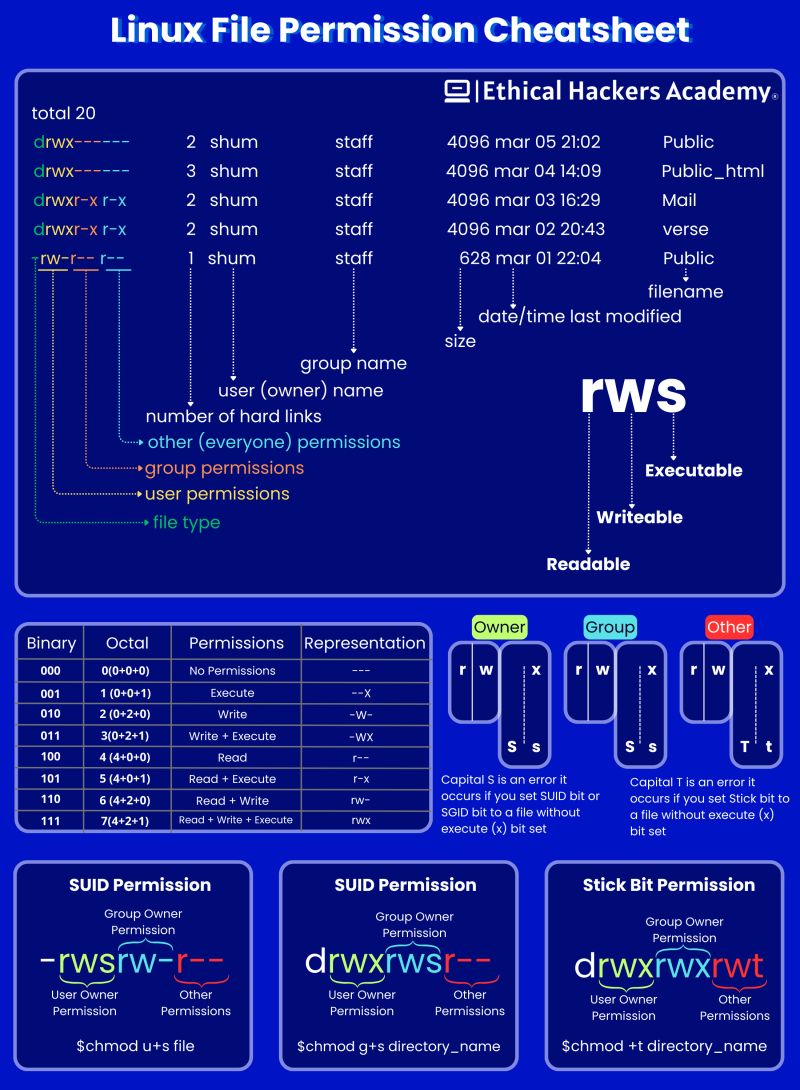 Linux File Permission Cheatsheet
Ethical Hackers Academy®
total 20
drwx------ 2 shum staff 4096 mar 05 21:02 Public
drwx------ 3 shum staff 4096 mar 04 14:09 Public_html
drwxr-x r-x 2 shum staff 4096 mar 03 16:29 Mail
drwxr-x r-x 2 shum staff 4096 mar 02 20:43 verse
-rw-r-- r-- 1 shum staff 628 mar 01 22:04 Public
filename
date/time last modified
size
group name
user (owner) name
number of hard links
other (everyone) permissions
group permissions
user permissions
file type
rws
Executable
Writeable
Readable
Binary Octal Permissions Representation
000 0(0+0+0) No Permissions ---
001 1 (0+0+1) Execute --X
010 2 (0+2+0) Write -W-
011 3(0+2+1) Write + Execute -WX
100 4 (4+0+0) Read r--
101 5 (4+0+1) Read + Execute r-x
110 6 (4+2+0) Read + Write rw-
111 7(4+2+1) Read + Write + Execute rwx
Owner
r w x
S s
Group
r w x
S s
Other
r w x
T t
Capital S is an error it
occurs if you set SUID bit or
SGID bit to a file without
execute (x) bit set
Capital T is an error it
occurs if you set Stick bit to
a file without execute (x)
bit set
SUID Permission
Group Owner
Permission
-rwsrw-r--
User Owner
Permission
Other
Permissions
$chmod u+s file
SUID Permission
Group Owner
Permission
drwxrwsr--
User Owner
Permission
Other
Permissions
$chmod g+s directory_name
Stick Bit Permission
Group Owner
Permission
drwxrwxrwt
User Owner
Permission
Other
Permissions
$chmod +t directory_name